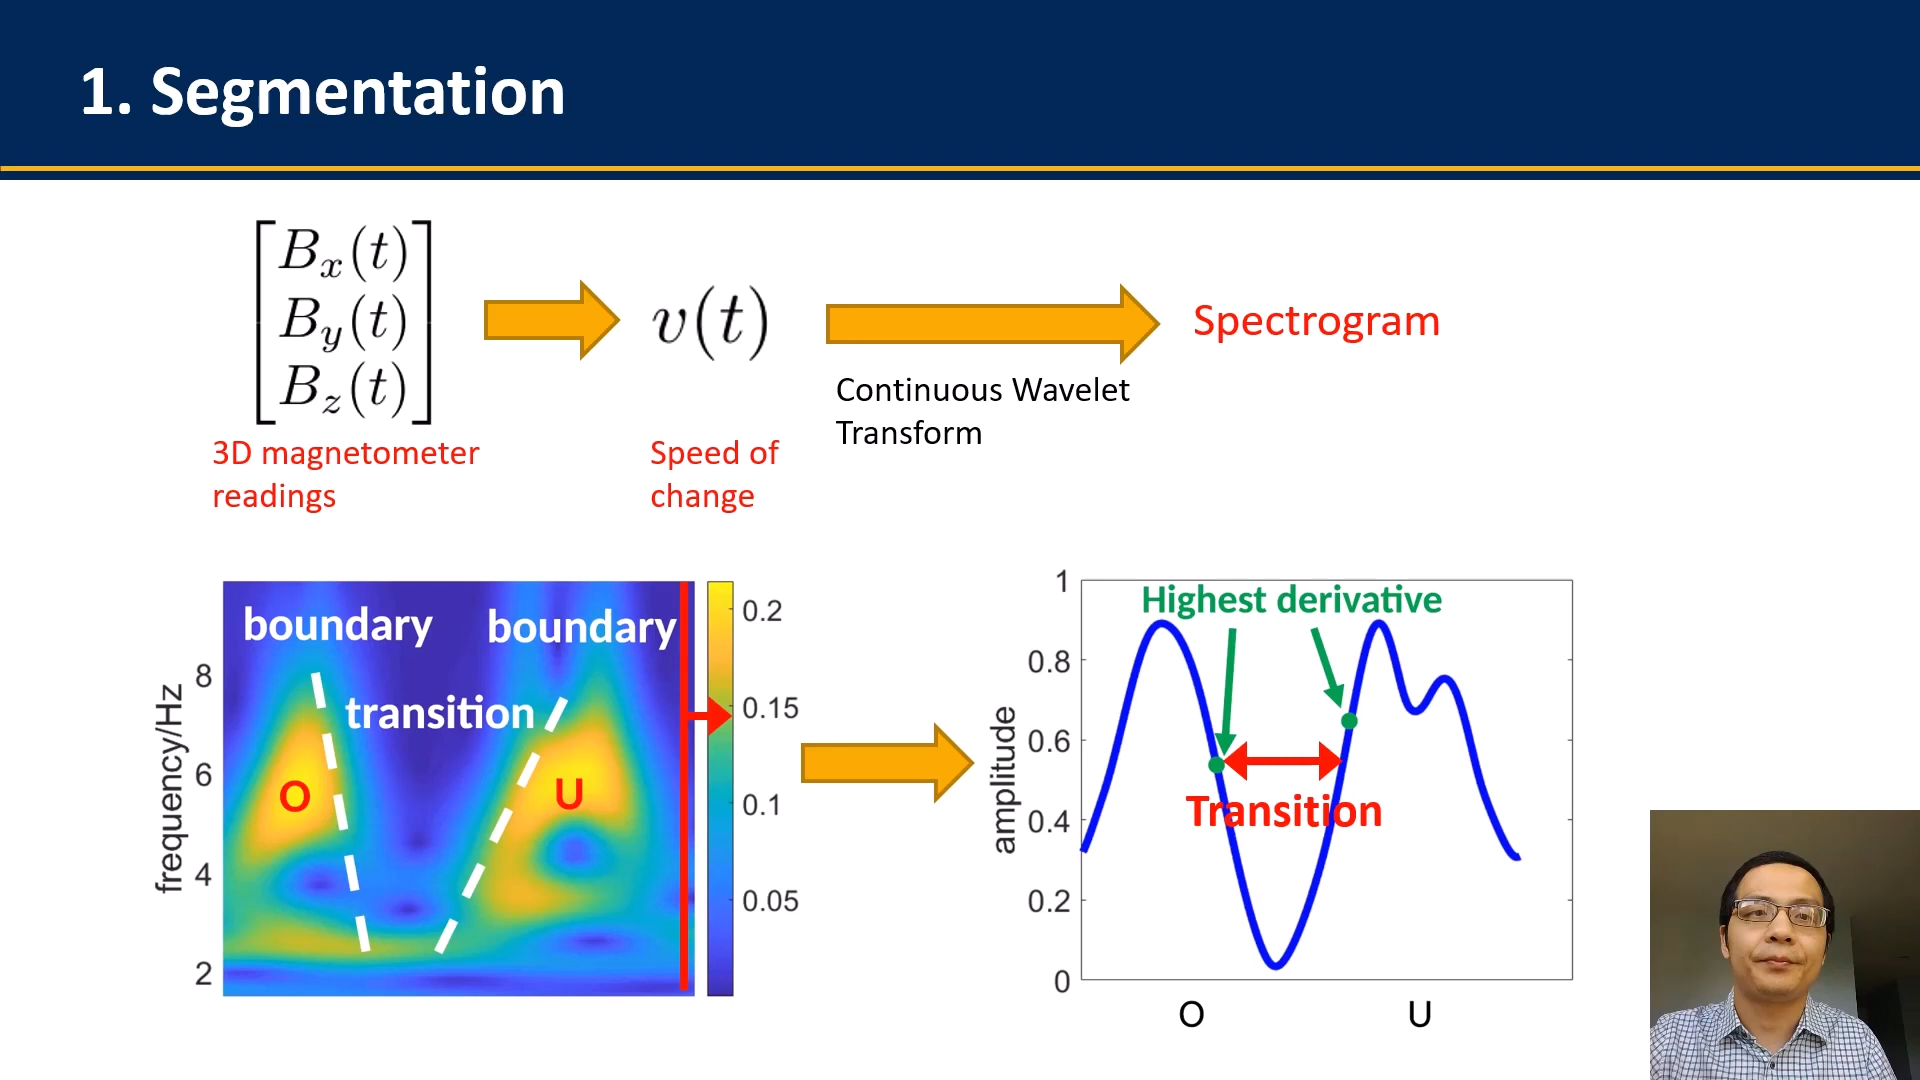 1. Segmentation
Bx(t)
By(t)
Bz(t)
v(t)
Spectrogram
Continuous Wavelet
Transform
3D magnetometer
readings
Speed of
change
boundary
boundary
transition
O
U
frequency/Hz
8
6
4
2
0.2
0.15
0.1
0.05
Highest derivative
Transition
amplitude
1
0.8
0.6
0.4
0.2
0
O
U